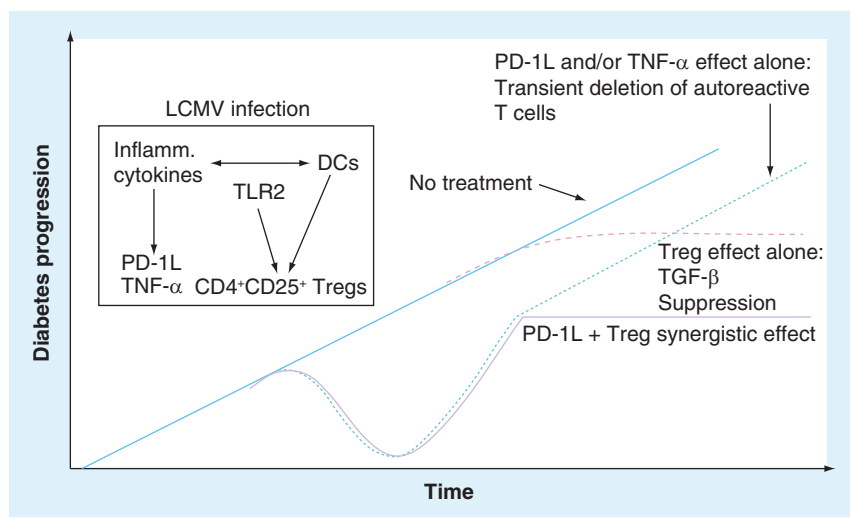 PD-1L and/or TNF-α effect alone:
Transient deletion of autoreactive
T cells
LCMV infection
Inflamm.
cytokines
DCs
TLR2
PD-1L
TNF-α
CD4⁺CD25⁺ Tregs
No treatment
Treg effect alone:
TGF-β
Suppression
PD-1L + Treg synergistic effect
Diabetes progression
Time